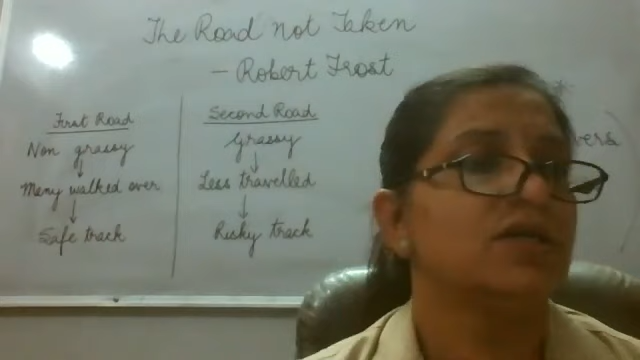 The Road not Taken
- Robert Frost
First Road
Non grassy
↓
Many walked over
↓
Safe track
Second Road
Grassy
↓
Less travelled
↓
Risky track